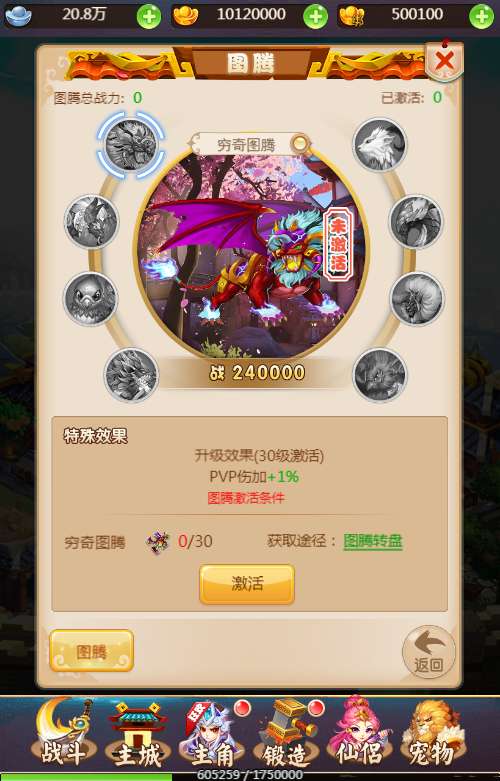 20.8万 10120000 500100
图腾
图腾总战力: 0 已激活: 0
穷奇图腾
未激活
战 240000
特殊效果
升级效果(30级激活)
PVP伤加+1%
图腾激活条件
穷奇图腾 0/30 获取途径： 图腾转盘
激活
图腾
返回
战斗 主城 主角 锻造 仙侣 宠物
605259 / 1750000